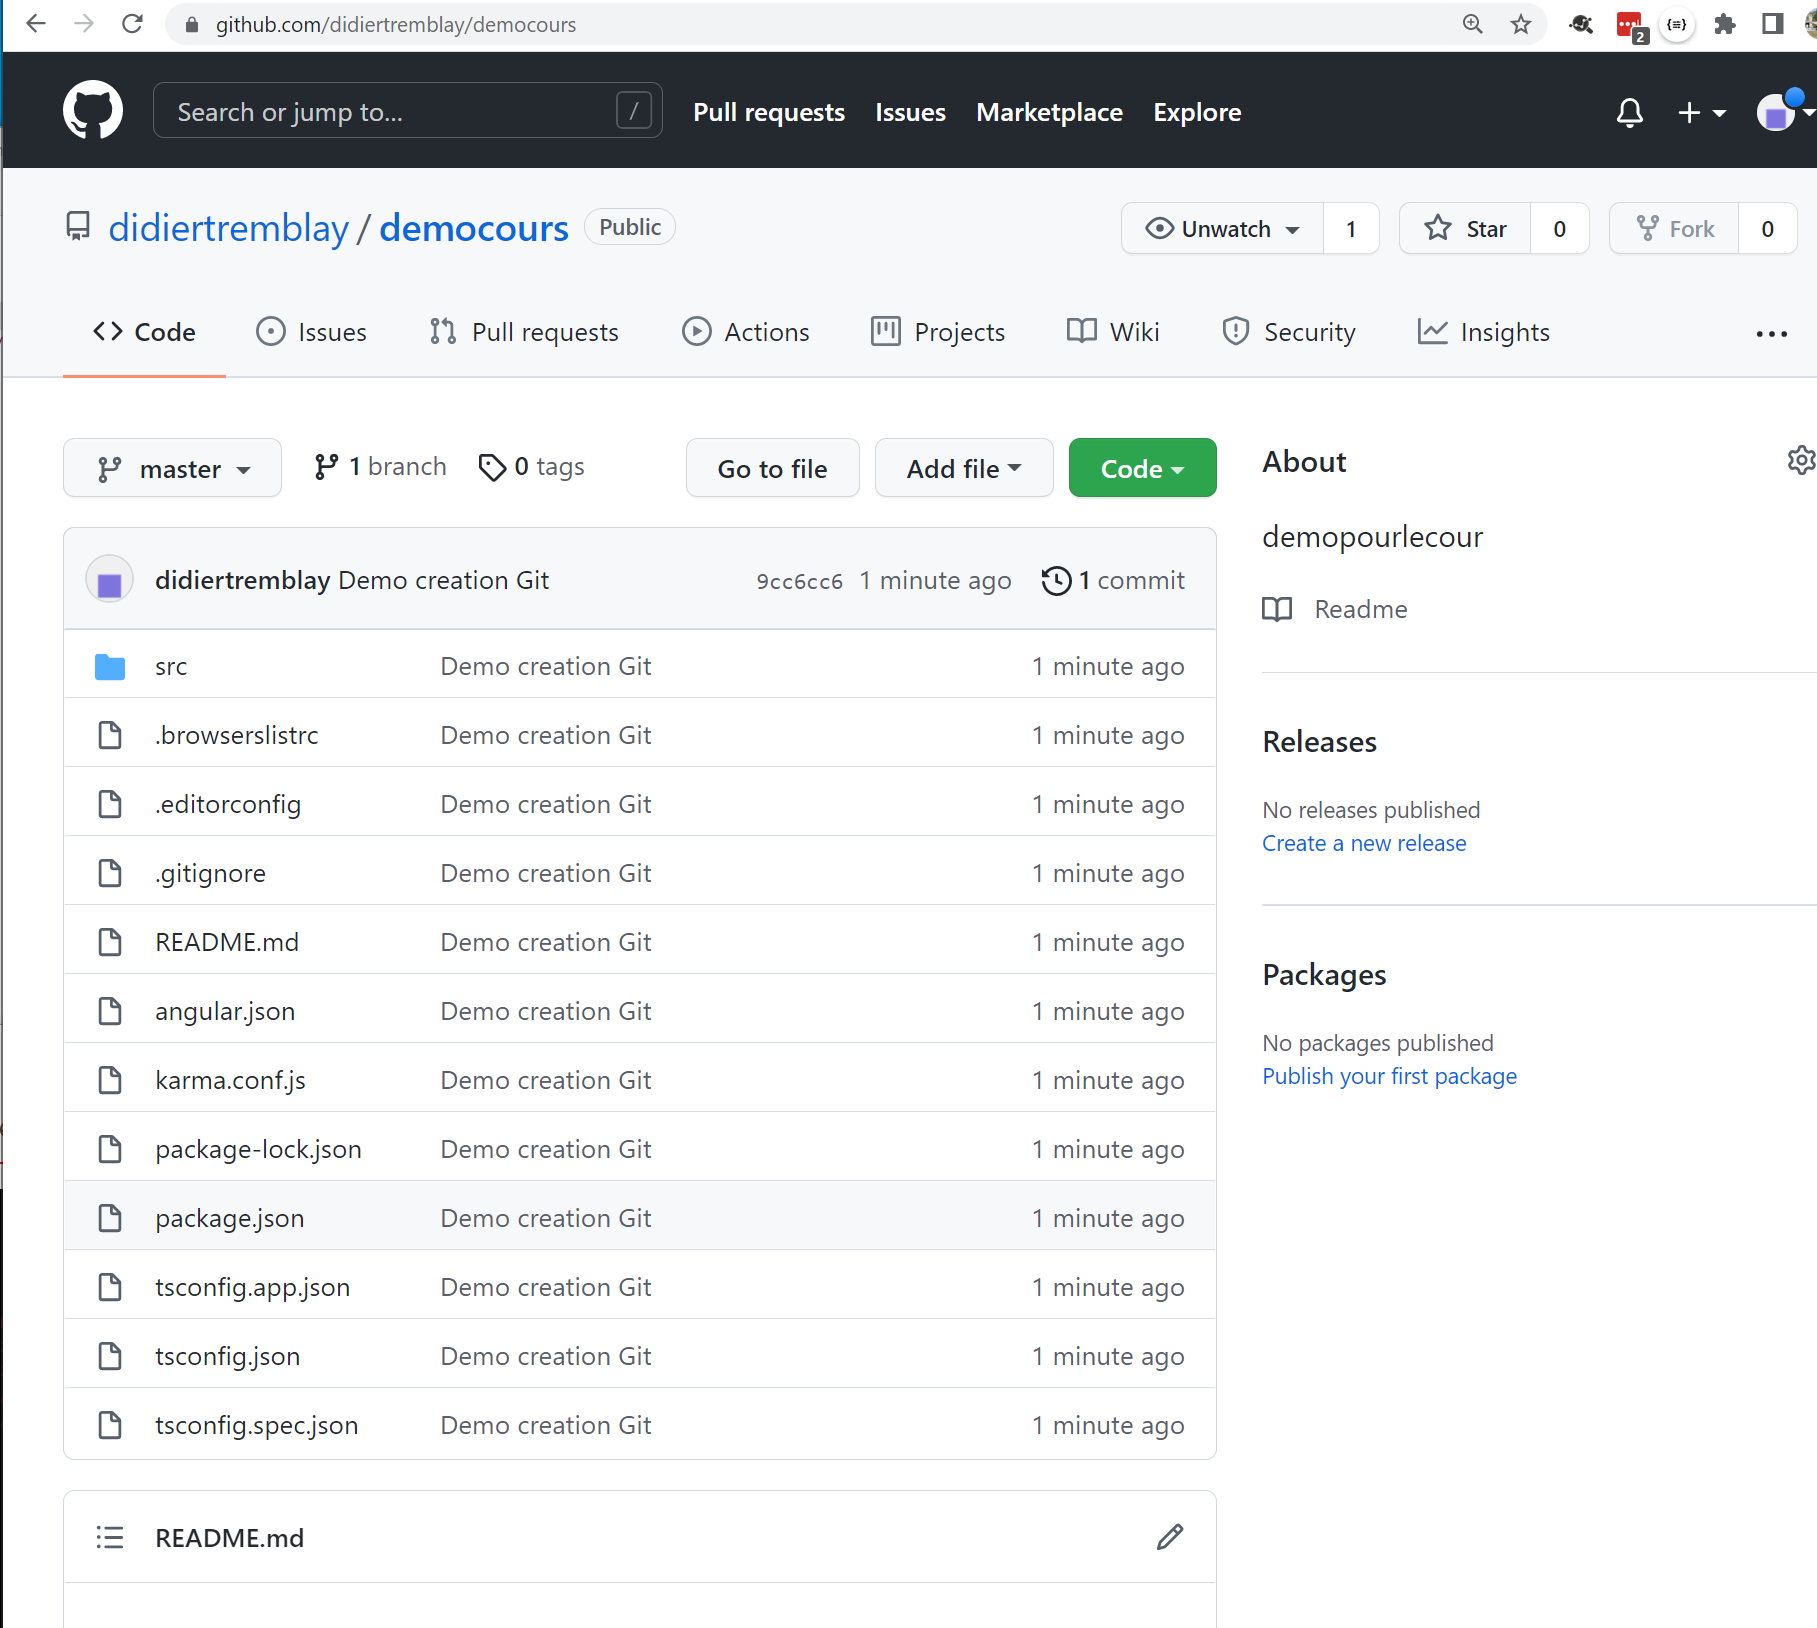 github.com/didiertremblay/democours
2
Search or jump to... /
Pull requests Issues Marketplace Explore
didiertremblay / democours Public
Unwatch 1 Star 0 Fork 0
Code Issues Pull requests Actions Projects Wiki Security Insights
master 1 branch 0 tags Go to file Add file Code
didiertremblay Demo creation Git 9cc6cc6 1 minute ago 1 commit
src Demo creation Git 1 minute ago
.browserslistrc Demo creation Git 1 minute ago
.editorconfig Demo creation Git 1 minute ago
.gitignore Demo creation Git 1 minute ago
README.md Demo creation Git 1 minute ago
angular.json Demo creation Git 1 minute ago
karma.conf.js Demo creation Git 1 minute ago
package-lock.json Demo creation Git 1 minute ago
package.json Demo creation Git 1 minute ago
tsconfig.app.json Demo creation Git 1 minute ago
tsconfig.json Demo creation Git 1 minute ago
tsconfig.spec.json Demo creation Git 1 minute ago
README.md
About
demopourlecour
Readme
Releases
No releases published
Create a new release
Packages
No packages published
Publish your first package